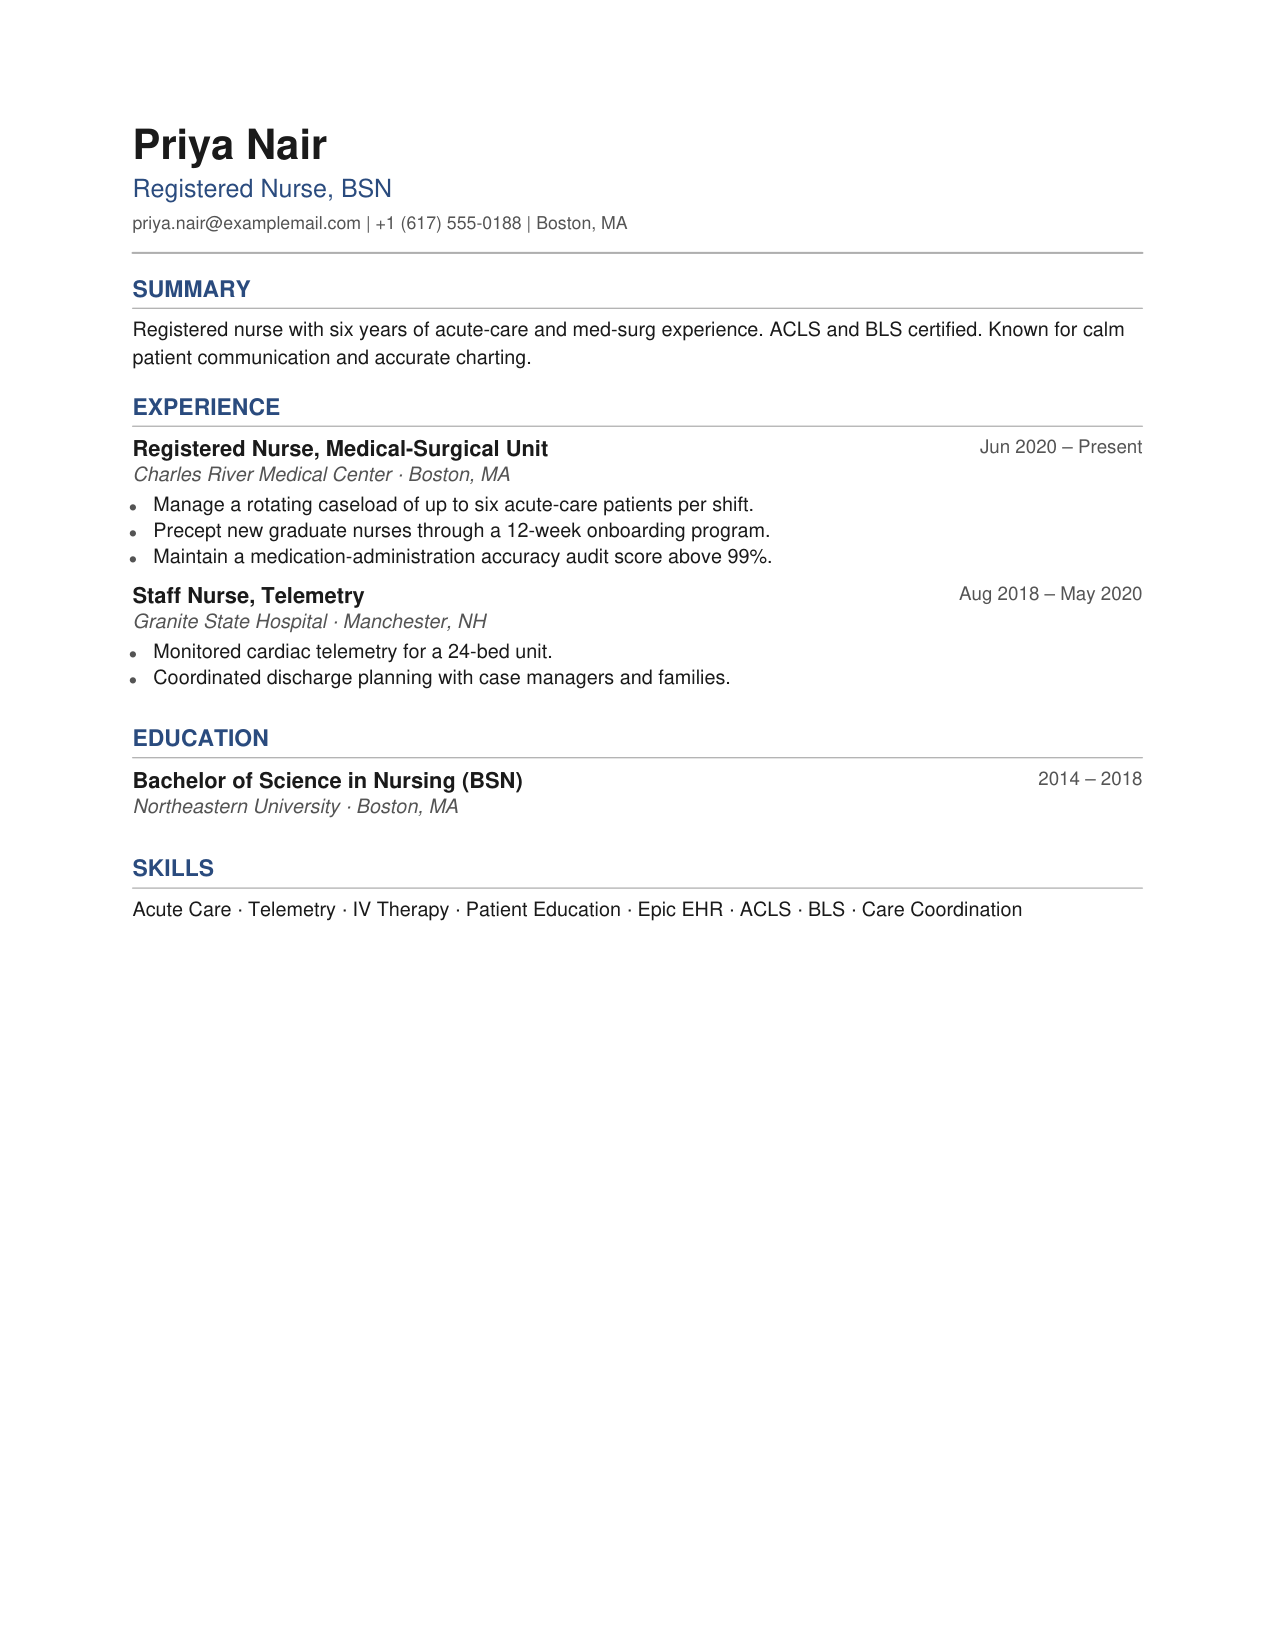 Priya Nair
Registered Nurse, BSN
priya.nair@examplemail.com | +1 (617) 555-0188 | Boston, MA
SUMMARY
Registered nurse with six years of acute-care and med-surg experience. ACLS and BLS certified. Known for calm
patient communication and accurate charting.
EXPERIENCE
Registered Nurse, Medical-Surgical Unit Jun 2020 – Present
Charles River Medical Center · Boston, MA
• Manage a rotating caseload of up to six acute-care patients per shift.
• Precept new graduate nurses through a 12-week onboarding program.
• Maintain a medication-administration accuracy audit score above 99%.
Staff Nurse, Telemetry Aug 2018 – May 2020
Granite State Hospital · Manchester, NH
• Monitored cardiac telemetry for a 24-bed unit.
• Coordinated discharge planning with case managers and families.
EDUCATION
Bachelor of Science in Nursing (BSN) 2014 – 2018
Northeastern University · Boston, MA
SKILLS
Acute Care · Telemetry · IV Therapy · Patient Education · Epic EHR · ACLS · BLS · Care Coordination